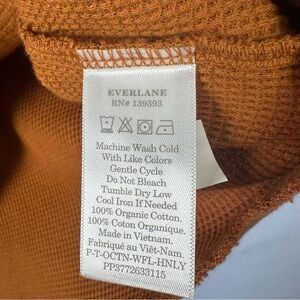 EVERLANE
RN# 139393
Machine Wash Cold
With Like Colors
Gentle Cycle
Do Not Bleach
Tumble Dry Low
Cool Iron If Needed
100% Organic Cotton.
100% Coton Organique.
Made in Vietnam.
Fabriqué au Viêt-Nam.
F-T-OCTN-WFL-HNLY
PP3772633115